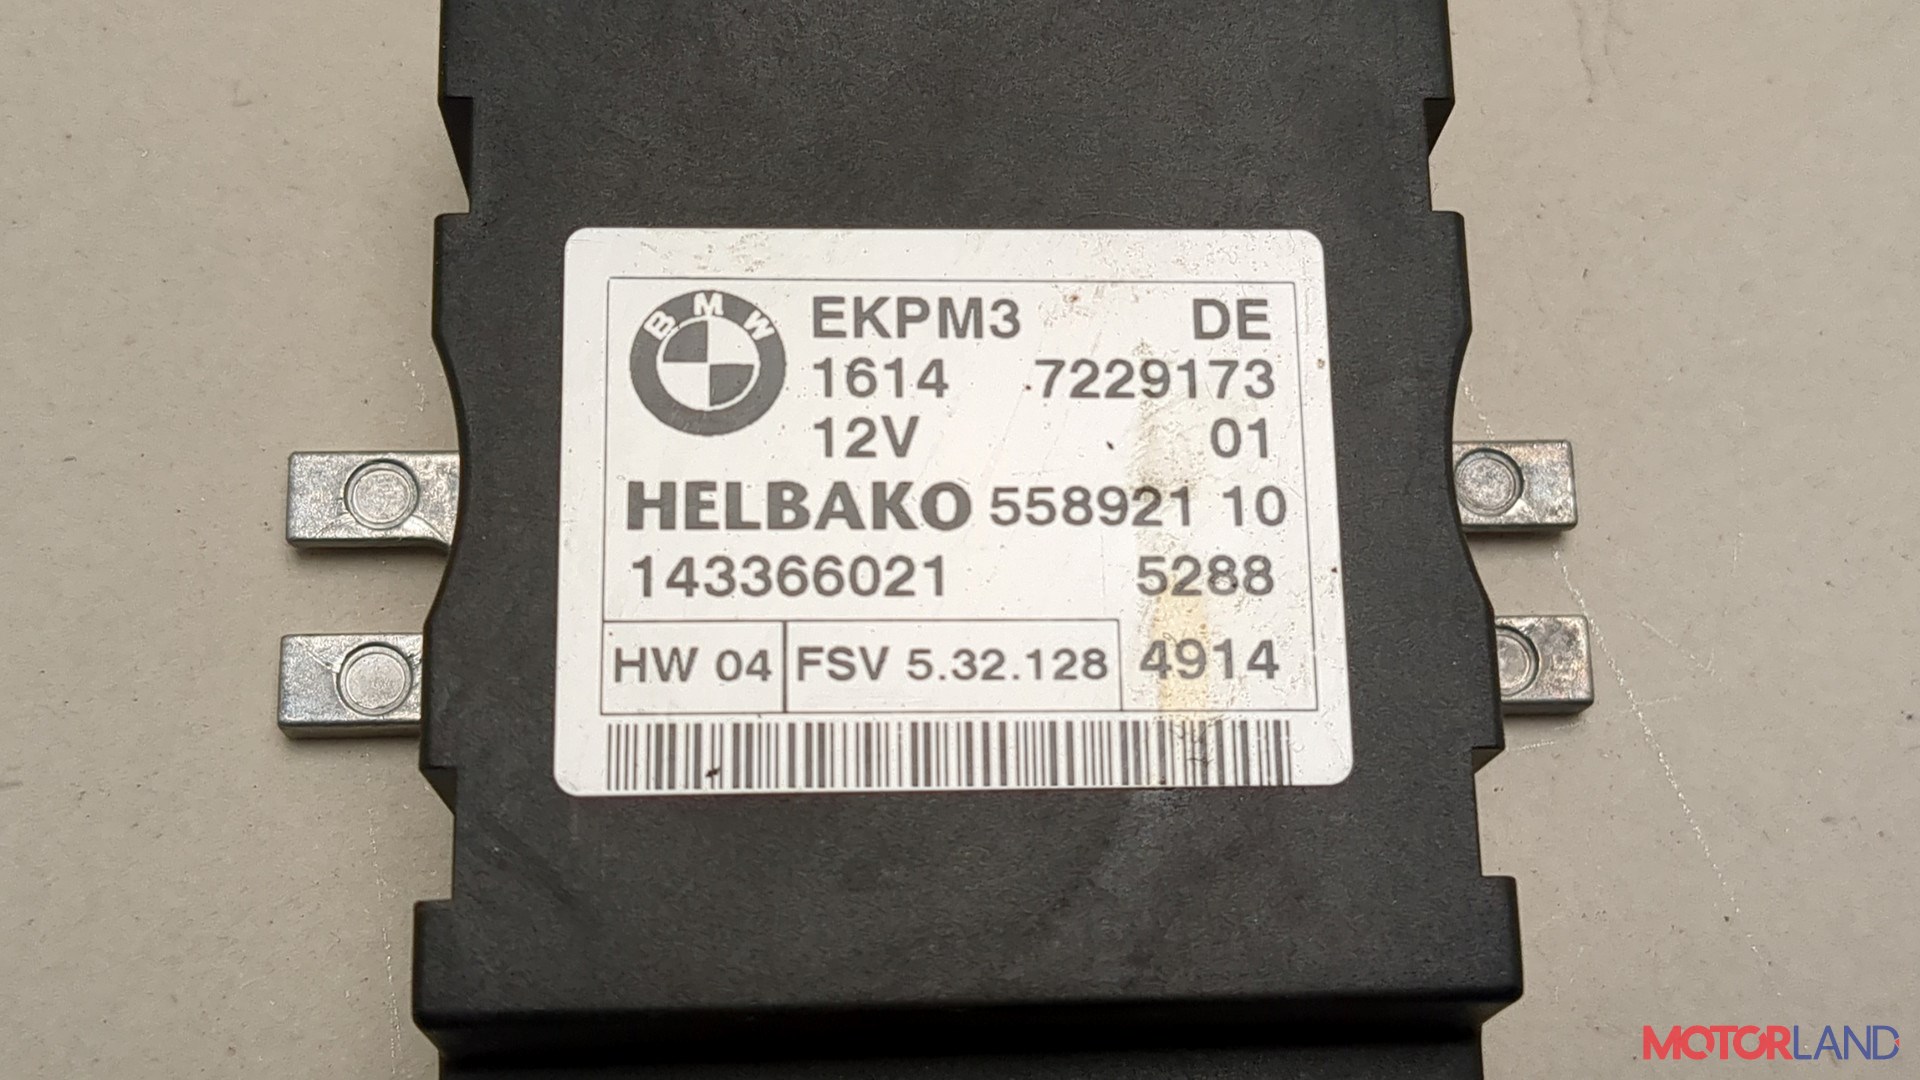 BMW
EKPM3 DE
1614 7229173
12V 01
HELBAKO 558921 10
143366021 5288
HW 04 FSV 5.32.128 4914
MOTORLAND